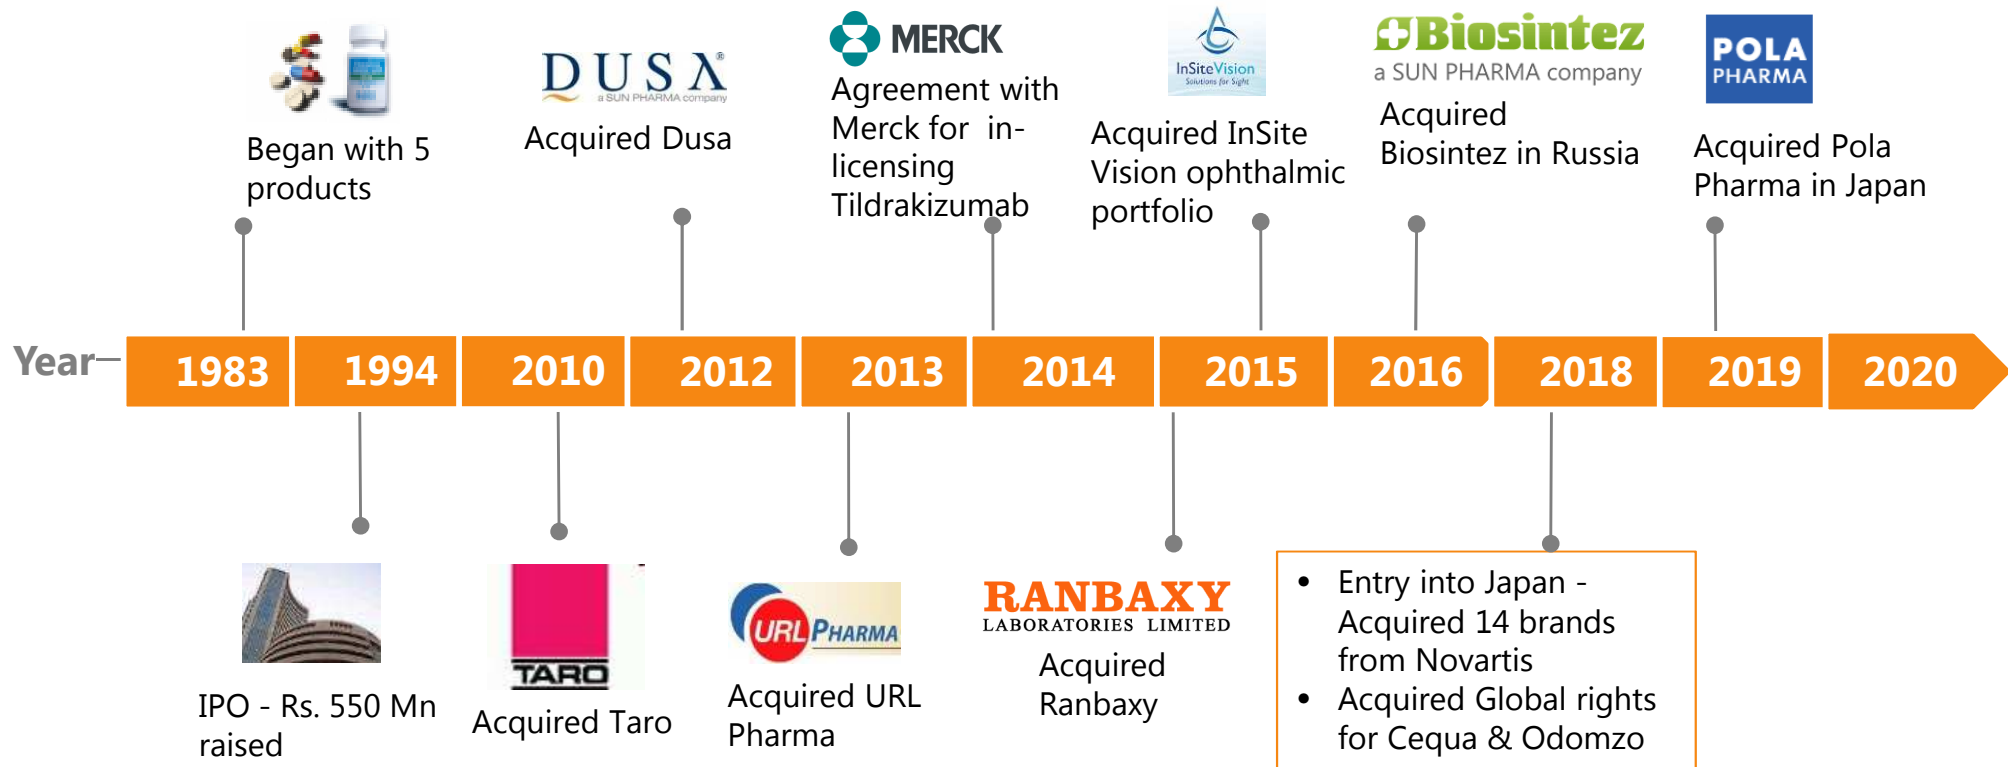 DUSA®
a SUN PHARMA company
Acquired Dusa
MERCK
Agreement with
Merck for in-
licensing
Tildrakizumab
InSiteVision
Solutions for Sight
Acquired InSite
Vision ophthalmic
portfolio
Biosintez
a SUN PHARMA company
Acquired
Biosintez in Russia
POLA
PHARMA
Acquired Pola
Pharma in Japan
Began with 5
products
Year
1983
1994
2010
2012
2013
2014
2015
2016
2018
2019
2020
IPO - Rs. 550 Mn
raised
TARO
Acquired Taro
URL PHARMA
Acquired URL
Pharma
RANBAXY
LABORATORIES LIMITED
Acquired
Ranbaxy
• Entry into Japan -
Acquired 14 brands
from Novartis
• Acquired Global rights
for Cequa & Odomzo